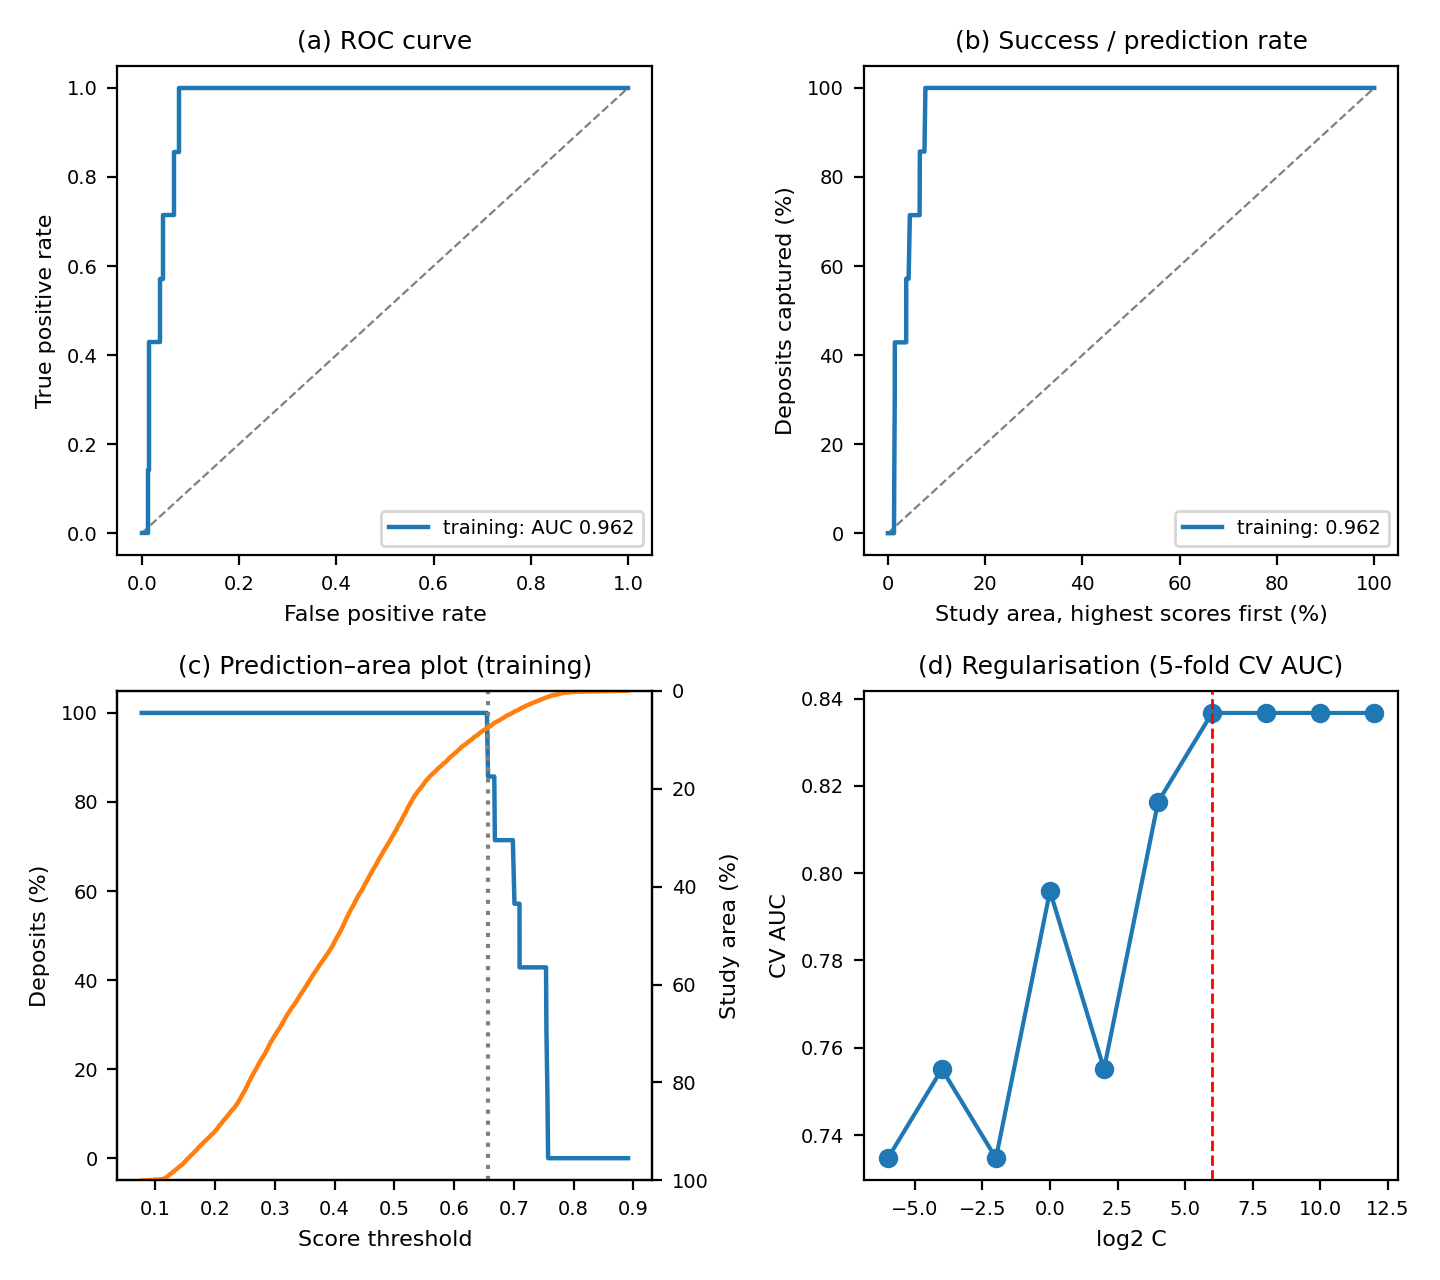 (a) ROC curve
1.0
0.8
0.6
0.4
0.2
0.0
True positive rate
training: AUC 0.962
0.0 0.2 0.4 0.6 0.8 1.0
False positive rate
(b) Success / prediction rate
100
80
60
40
20
0
Deposits captured (%)
training: 0.962
0 20 40 60 80 100
Study area, highest scores first (%)
(c) Prediction–area plot (training)
100
80
60
40
20
0
Deposits (%)
0
20
40
60
80
100
Study area (%)
0.1 0.2 0.3 0.4 0.5 0.6 0.7 0.8 0.9
Score threshold
(d) Regularisation (5-fold CV AUC)
0.84
0.82
0.80
0.78
0.76
0.74
CV AUC
−5.0 −2.5 0.0 2.5 5.0 7.5 10.0 12.5
log2 C